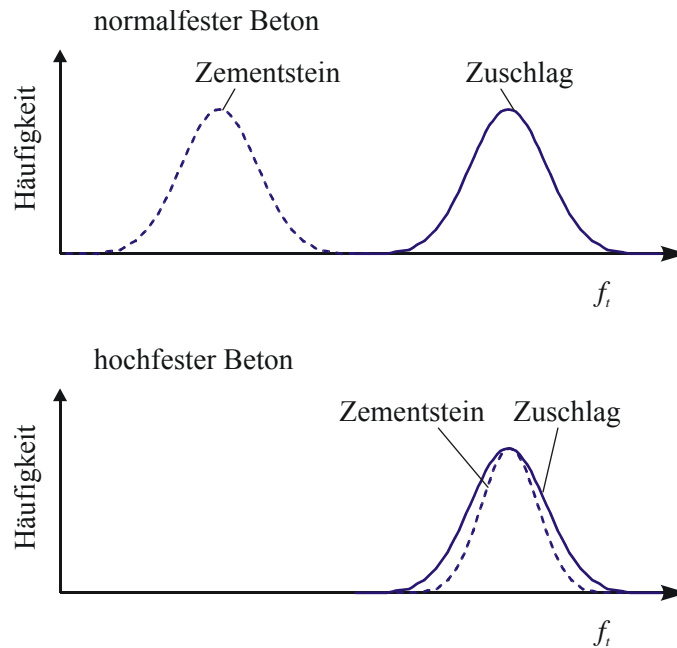 normalfester Beton
Zementstein
Zuschlag
Häufigkeit
f_t
hochfester Beton
Zementstein
Zuschlag
Häufigkeit
f_t